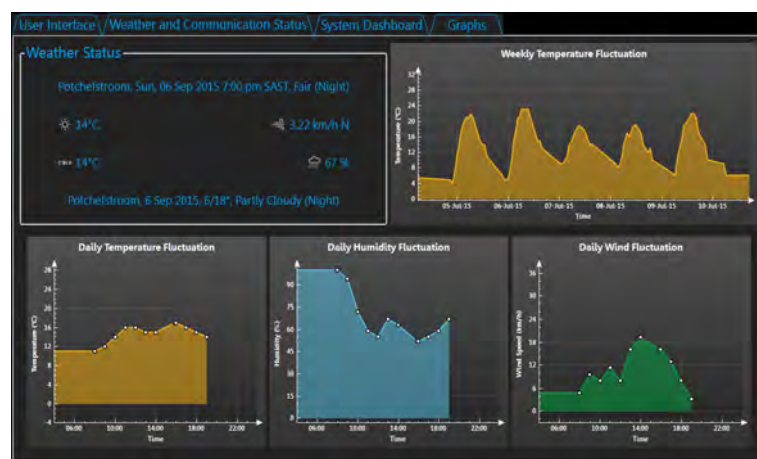 User Interface Weather and Communication Status System Dashboard Graphs
Weather Status
Potchefstroom, Sun, 06 Sep 2015 7:00 pm SAST, Fair (Night)
14°C 3.22 km/h N
14°C 67 %
Potchefstroom, 6 Sep 2015, 6/18°, Partly Cloudy (Night)
Weekly Temperature Fluctuation
Temperature (°C)
32
28
24
20
16
12
8
4
0
05-Jul-15 06-Jul-15 07-Jul-15 08-Jul-15 09-Jul-15 10-Jul-15
Time
Daily Temperature Fluctuation
Temperature (°C)
28
24
20
16
12
8
4
0
-4
06:00 10:00 14:00 18:00 22:00
Time
Daily Humidity Fluctuation
Humidity (%)
90
75
60
45
30
15
0
06:00 10:00 14:00 18:00 22:00
Time
Daily Wind Fluctuation
Wind Speed (km/h)
36
30
24
18
12
6
0
06:00 10:00 14:00 18:00 22:00
Time